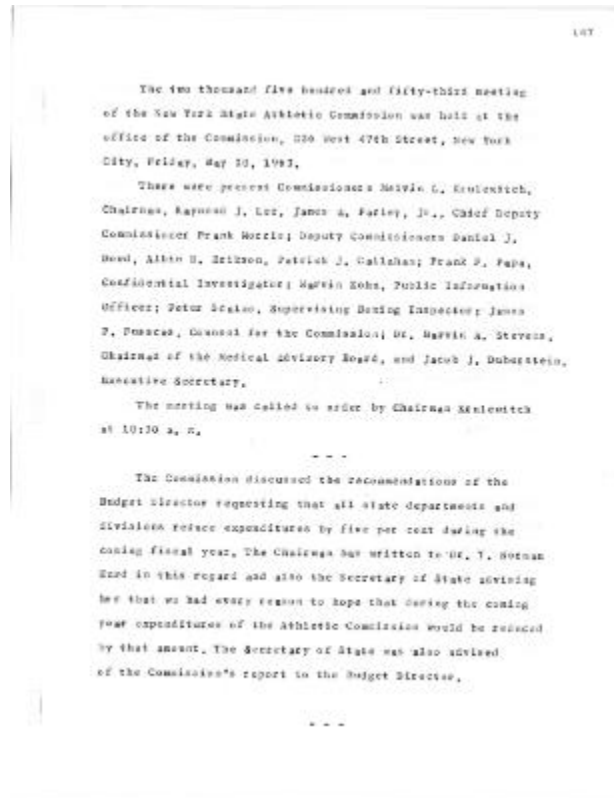 147
The two thousand five hundred and fifty-third meeting
of the New York State Athletic Commission was held at the
office of the Commission, 226 West 47th Street, New York
City, Friday, May 10, 1963.
There were present Commissioners Melvin L. Krulewitch,
Chairman, Raymond J. Lee, James A. Farley, Jr., Chief Deputy
Commissioner Frank Morris; Deputy Commissioners Daniel J.
Dowd, Albin B. Erikson, Patrick J. Callahan; Frank P. Papa,
Confidential Investigator; Marvin Kohn, Public Information
Officer; Peter Scalzo, Supervising Boxing Inspector; James
P. Counsel for the Commission; Dr. Marvin A. Stevens,
Chairman of the Medical Advisory Board, and Jacob J. Duberstein,
Executive Secretary.
The meeting was called to order by Chairman Krulewitch
at 10:30 a. m.
- - -
The Commission discussed the recommendations of the
Budget Director requesting that all state departments and
divisions reduce expenditures by five per cent during the
coming fiscal year. The Chairman has written to Dr. T. Norman
Hurd in this regard and also the Secretary of State advising
her that we had every reason to hope that during the coming
year expenditures of the Athletic Commission would be reduced
by that amount. The Secretary of State was also advised
of the Commission's report to the Budget Director.
- - -